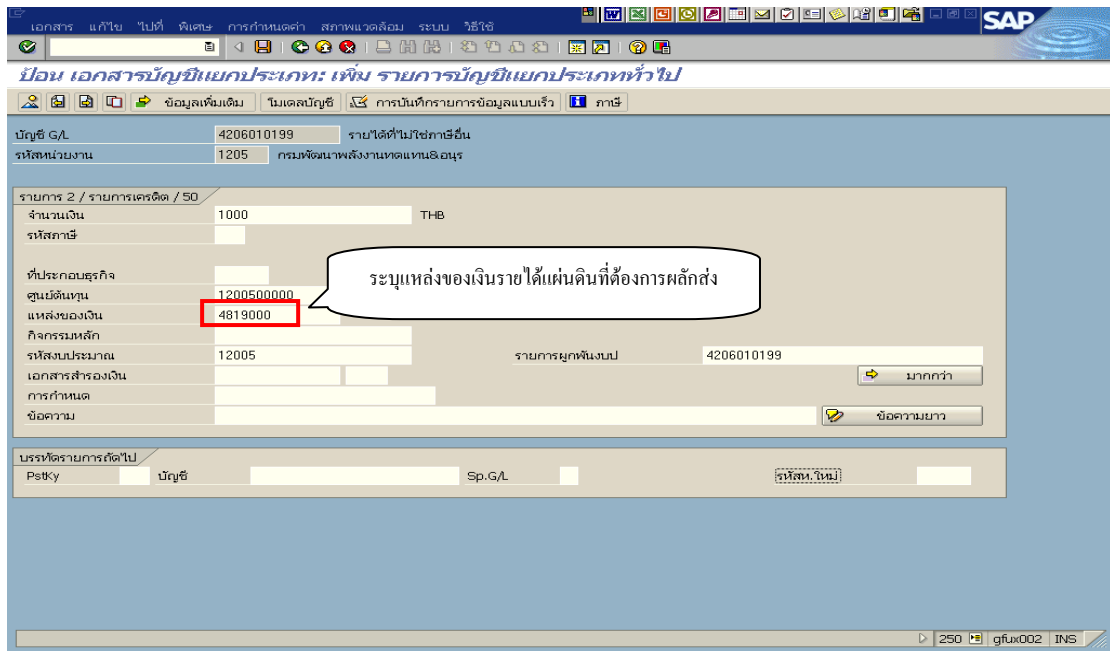 เอกสาร แก้ไข ไปที่ พิเศษ การกำหนดค่า สภาพแวดล้อม ระบบ วิธีใช้
SAP
ป้อน เอกสารบัญชีแยกประเภท: เพิ่ม รายการบัญชีแยกประเภททั่วไป
ข้อมูลเพิ่มเติม โมเดลบัญชี การบันทึกรายการข้อมูลแบบเร็ว ภาษี
บัญชี G/L 4206010199 รายได้ที่ไม่ใช่ภาษีอื่น
รหัสหน่วยงาน 1205 กรมพัฒนาพลังงานทดแทน&อนุร
รายการ 2 / รายการเครดิต / 50
จำนวนเงิน 1000 THB
รหัสภาษี
ที่ประกอบธุรกิจ
ระบุแหล่งของเงินรายได้แผ่นดินที่ต้องการผลักส่ง
ศูนย์ต้นทุน 1200500000
แหล่งของเงิน 4819000
กิจกรรมหลัก
รหัสงบประมาณ 12005 รายการผูกพันงบป 4206010199
เอกสารสำรองเงิน มากกว่า
การกำหนด
ข้อความ ข้อความยาว
บรรทัดรายการถัดไป
PstKy บัญชี Sp.G/L รหัสห.ใหม่
250 gfux002 INS